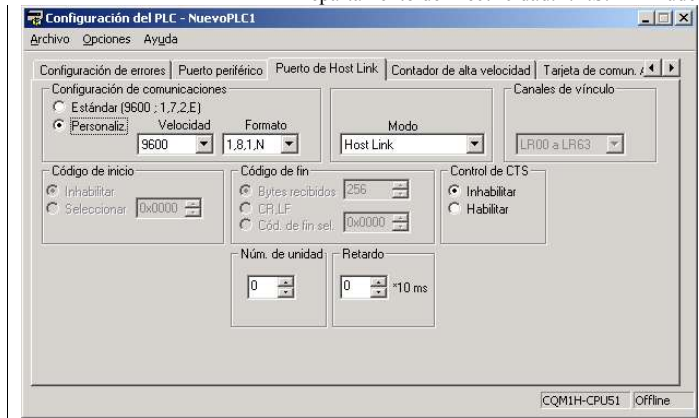 Configuración del PLC - NuevoPLC1
Archivo Opciones Ayuda
Configuración de errores Puerto periférico Puerto de Host Link Contador de alta velocidad Tarjeta de comun.
Configuración de comunicaciones
Canales de vínculo
Estándar (9600 ; 1,7,2,E)
Personaliz. Velocidad Formato Modo
9600 1,8,1,N Host Link LR00 a LR63
Código de inicio Código de fin Control de CTS
Inhabilitar Bytes recibidos 256 Inhabilitar
Seleccionar 0x0000 CR,LF Habilitar
Cód. de fin sel. 0x0000
Núm. de unidad Retardo
0 0 *10 ms
CQM1H-CPU51 Offline